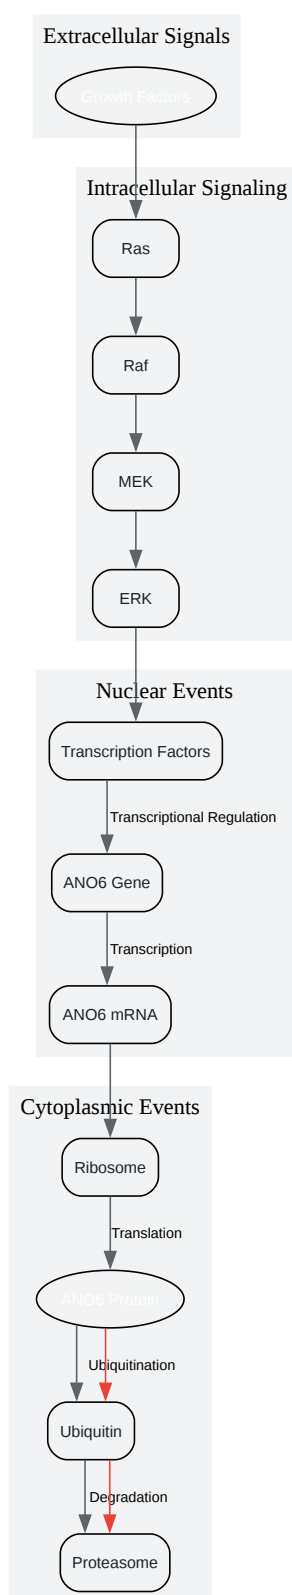 Extracellular Signals
Growth Factors
Intracellular Signaling
Ras
Raf
MEK
ERK
Nuclear Events
Transcription Factors
Transcriptional Regulation
ANO6 Gene
Transcription
ANO6 mRNA
Cytoplasmic Events
Ribosome
Translation
ANO6 Protein
Ubiquitination
Ubiquitin
Degradation
Proteasome